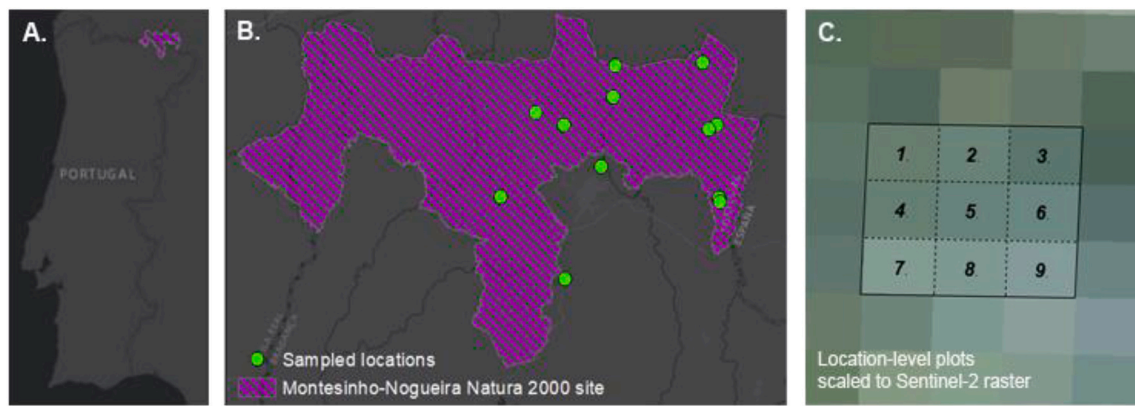 A.
PORTUGAL
B.
ESPAÑA
Sampled locations
Montesinho-Nogueira Natura 2000 site
C.
1 2 3
4 5 6
7 8 9
Location-level plots
scaled to Sentinel-2 raster